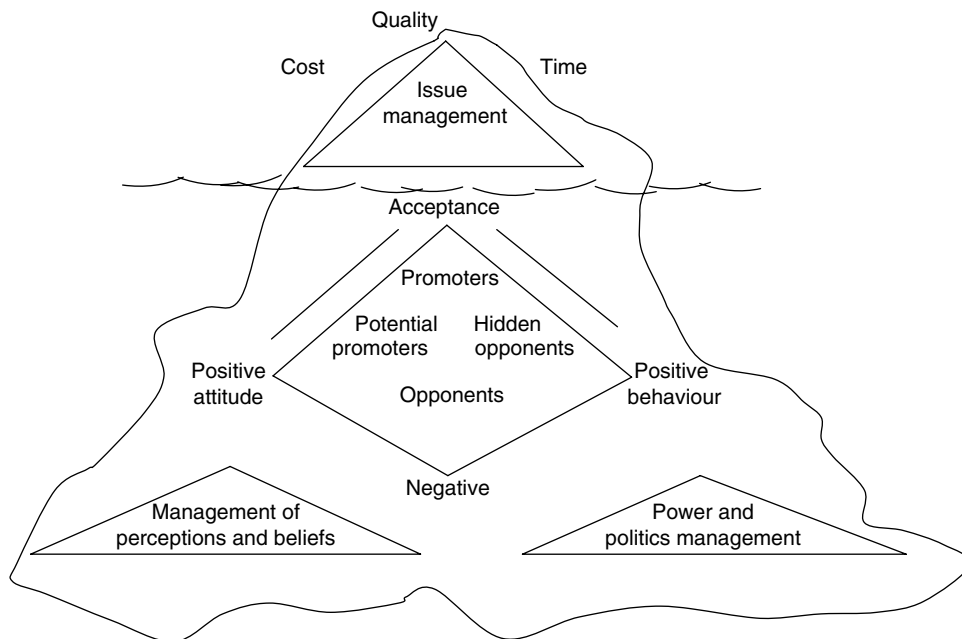 Quality
Cost
Time
Issue
management
Acceptance
Promoters
Potential
promoters
Hidden
opponents
Positive
attitude
Opponents
Positive
behaviour
Negative
Management of
perceptions and beliefs
Power and
politics management